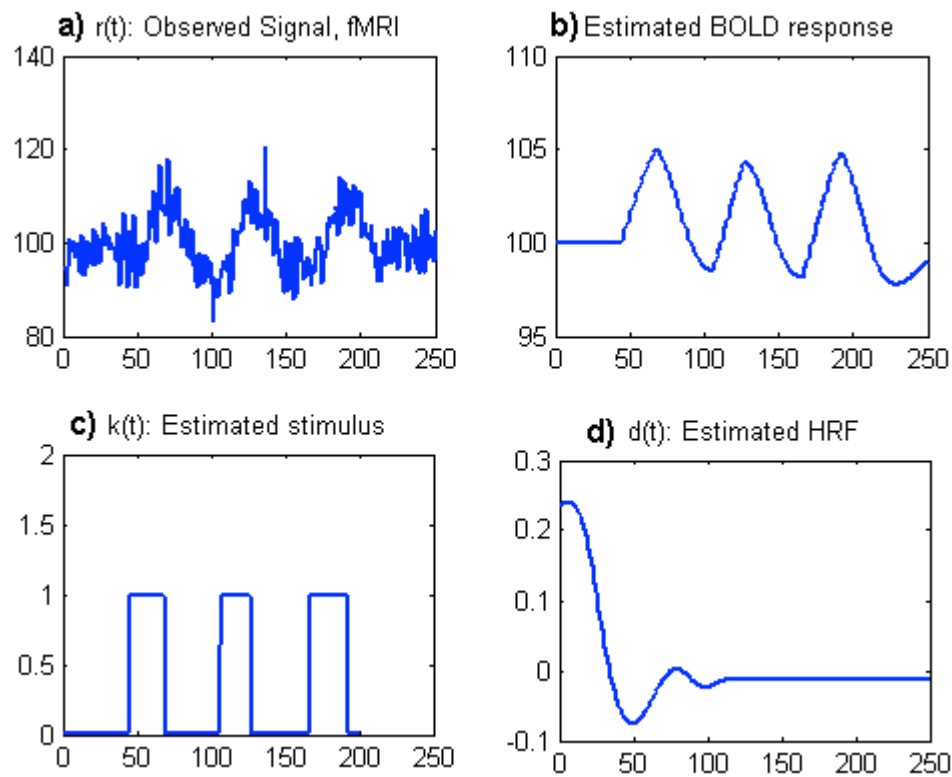 a) r(t): Observed Signal, fMRI
140
120
100
80
0 50 100 150 200 250
b) Estimated BOLD response
110
105
100
95
0 50 100 150 200 250
c) k(t): Estimated stimulus
2
1.5
1
0.5
0
0 50 100 150 200 250
d) d(t): Estimated HRF
0.3
0.2
0.1
0
-0.1
0 50 100 150 200 250